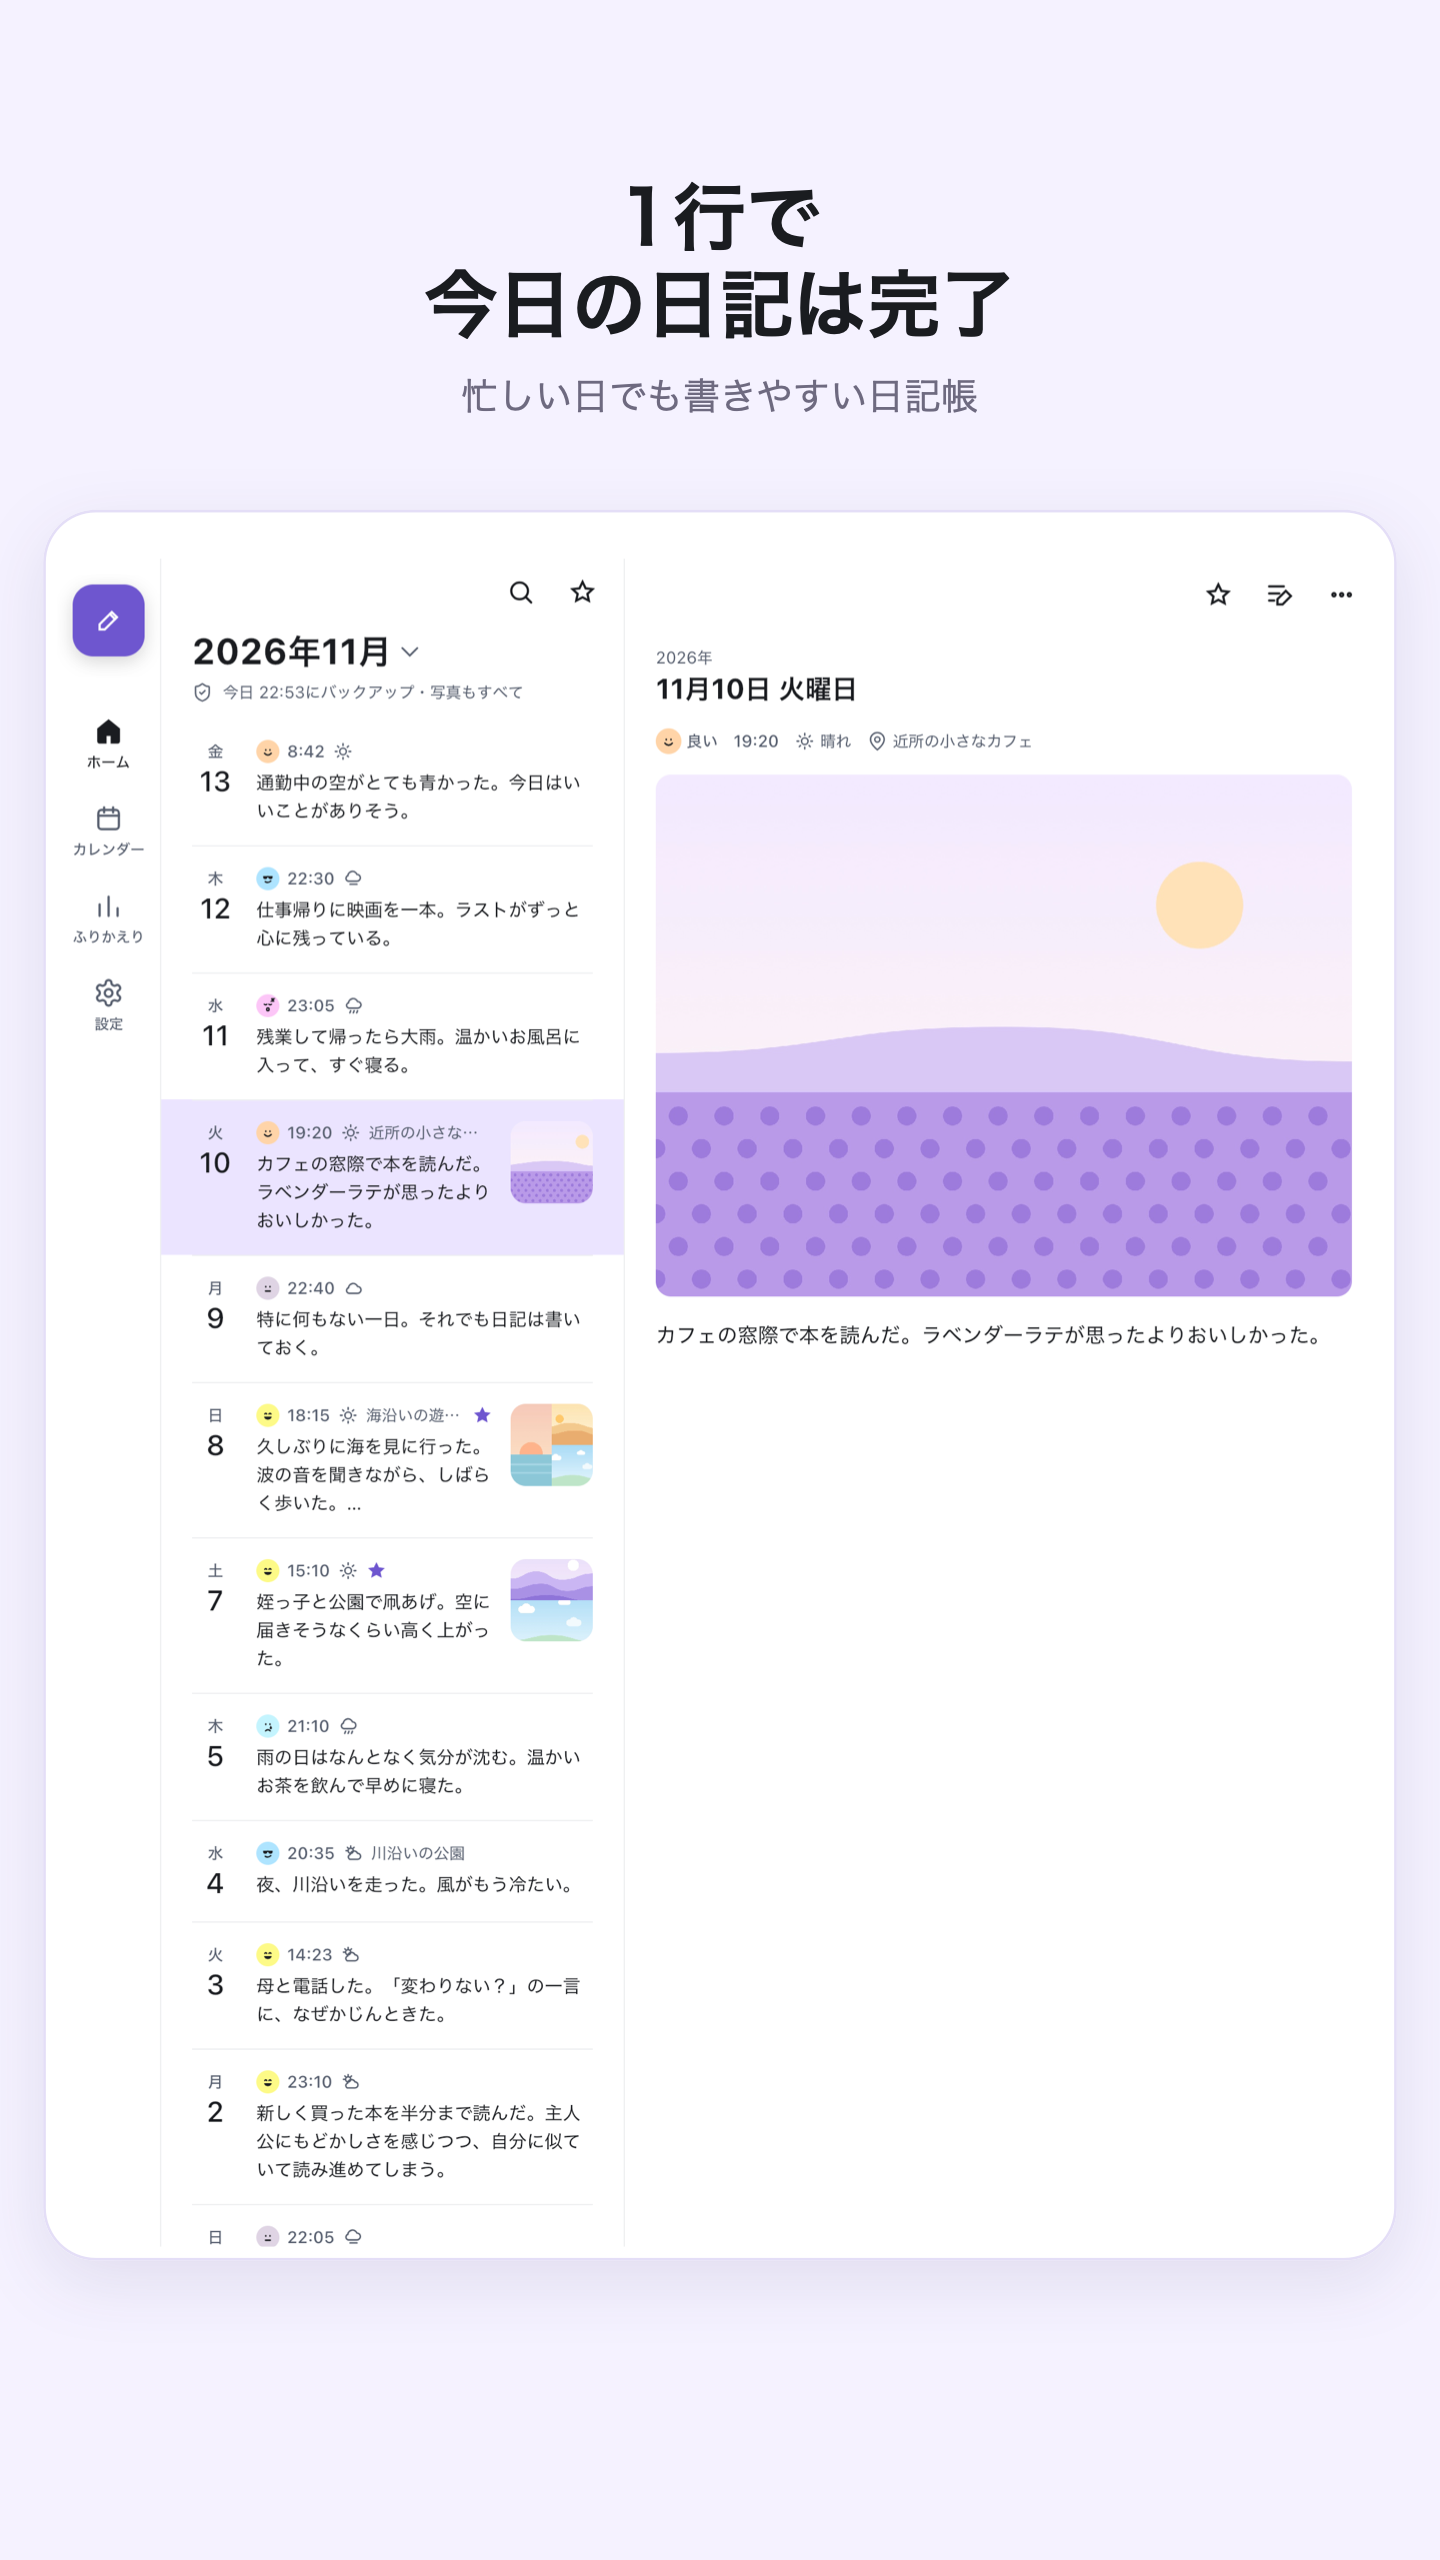 1行で
今日の日記は完了
忙しい日でも書きやすい日記帳
ホーム
カレンダー
ふりかえり
設定
2026年11月
今日 22:53にバックアップ・写真もすべて
金
13
8:42
通勤中の空がとても青かった。今日はい
いことがありそう。
木
12
22:30
仕事帰りに映画を一本。ラストがずっと
心に残っている。
水
11
23:05
残業して帰ったら大雨。温かいお風呂に
入って、すぐ寝る。
火
10
19:20 近所の小さな…
カフェの窓際で本を読んだ。
ラベンダーラテが思ったより
おいしかった。
月
9
22:40
特に何もない一日。それでも日記は書い
ておく。
日
8
18:15 海沿いの遊…
久しぶりに海を見に行った。
波の音を聞きながら、しばら
く歩いた。...
土
7
15:10
姪っ子と公園で凧あげ。空に
届きそうなくらい高く上がっ
た。
木
5
21:10
雨の日はなんとなく気分が沈む。温かい
お茶を飲んで早めに寝た。
水
4
20:35 川沿いの公園
夜、川沿いを走った。風がもう冷たい。
火
3
14:23
母と電話した。「変わりない？」の一言
に、なぜかじんときた。
月
2
23:10
新しく買った本を半分まで読んだ。主人
公にもどかしさを感じつつ、自分に似て
いて読み進めてしまう。
日
22:05
2026年
11月10日 火曜日
良い 19:20 晴れ 近所の小さなカフェ
カフェの窓際で本を読んだ。ラベンダーラテが思ったよりおいしかった。